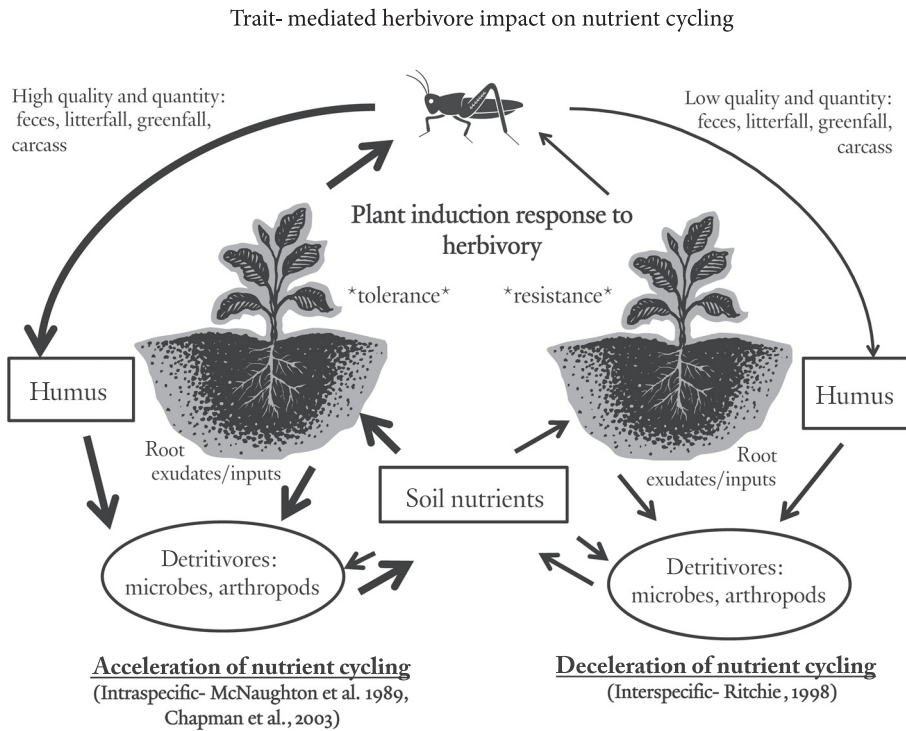 Trait- mediated herbivore impact on nutrient cycling
High quality and quantity:
feces, litterfall, greenfall,
carcass
Low quality and quantity:
feces, litterfall, greenfall,
carcass
Plant induction response to
herbivory
*tolerance*
*resistance*
Humus
Humus
Root
exudates/inputs
Root
exudates/inputs
Soil nutrients
Detritivores:
microbes, arthropods
Detritivores:
microbes, arthropods
Acceleration of nutrient cycling
(Intraspecific- McNaughton et al. 1989,
Chapman et al., 2003)
Deceleration of nutrient cycling
(Interspecific- Ritchie, 1998)